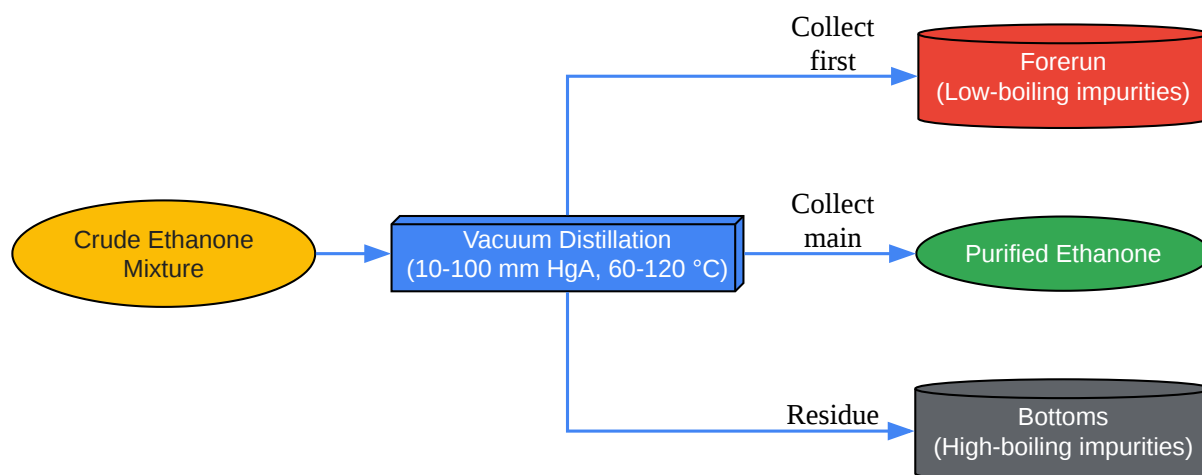 Collect
first
Forerun
(Low-boiling impurities)
Crude Ethanone
Mixture
Vacuum Distillation
(10-100 mm HgA, 60-120 °C)
Collect
main
Purified Ethanone
Residue
Bottoms
(High-boiling impurities)